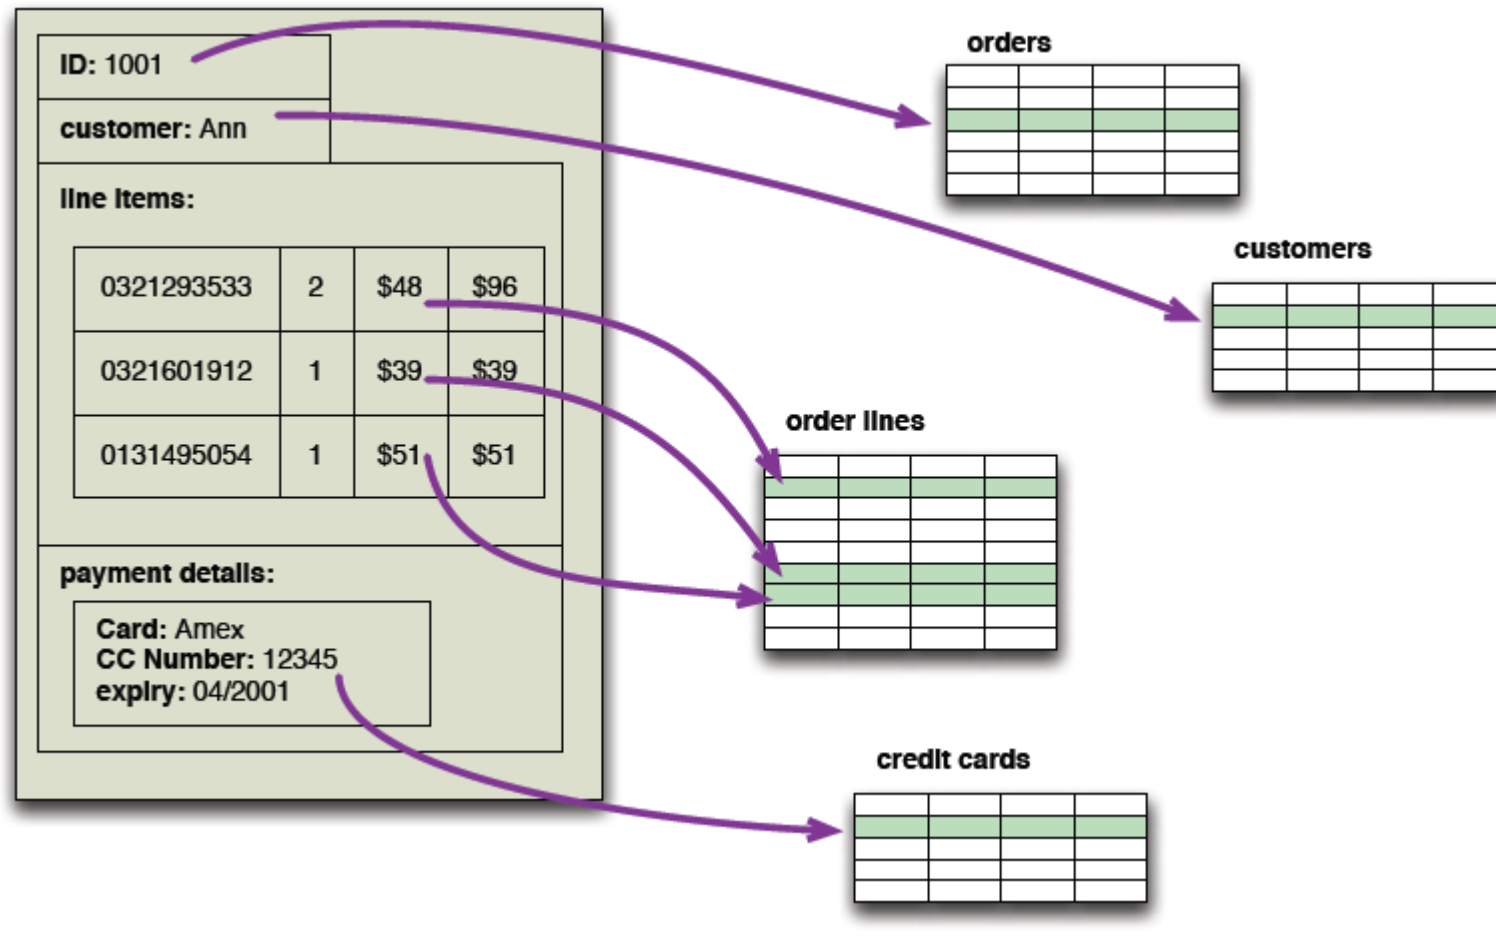 ID: 1001
customer: Ann
line items:
0321293533 2 $48 $96
0321601912 1 $39 $39
0131495054 1 $51 $51
payment details:
Card: Amex
CC Number: 12345
expiry: 04/2001
orders
customers
order lines
credit cards